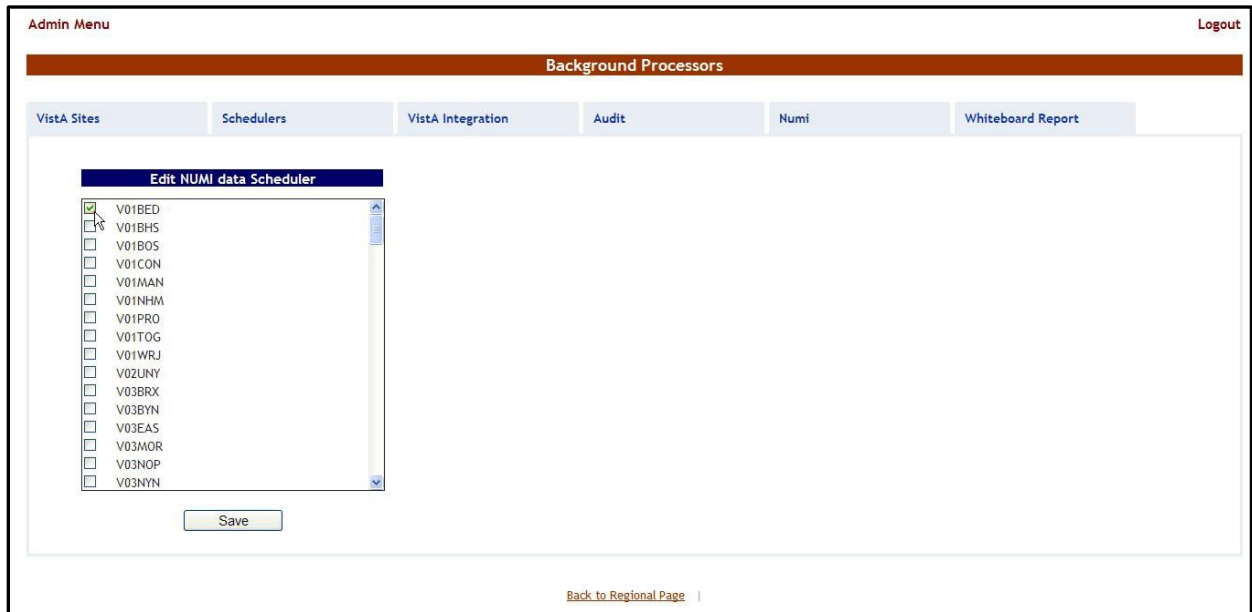 Admin Menu Logout
Background Processors
VistA Sites Schedulers VistA Integration Audit Numi Whiteboard Report
Edit NUMI data Scheduler
V01BED
V01BHS
V01BOS
V01CON
V01MAN
V01NHM
V01PRO
V01TOG
V01WRJ
V02UNY
V03BRX
V03BYN
V03EAS
V03MOR
V03NOP
V03NYN
Save
Back to Regional Page |